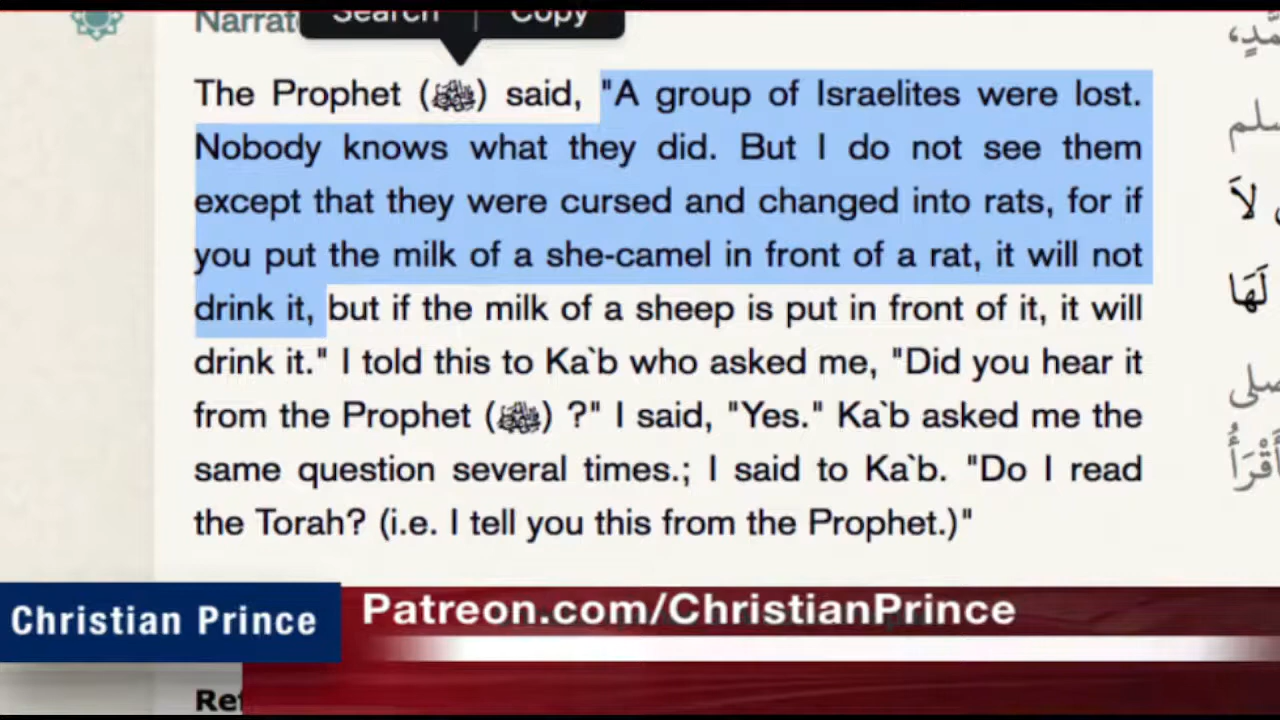 Search | Copy
Narrat
The Prophet (ﷺ) said, "A group of Israelites were lost.
Nobody knows what they did. But I do not see them
except that they were cursed and changed into rats, for if
you put the milk of a she-camel in front of a rat, it will not
drink it, but if the milk of a sheep is put in front of it, it will
drink it." I told this to Ka`b who asked me, "Did you hear it
from the Prophet (ﷺ) ?" I said, "Yes." Ka`b asked me the
same question several times.; I said to Ka`b. "Do I read
the Torah? (i.e. I tell you this from the Prophet.)"
مَّدٍ،
سلم
لاَ
لَهَا
صلى
أَقْرَأُ
Christian Prince
Patreon.com/ChristianPrince
Ref